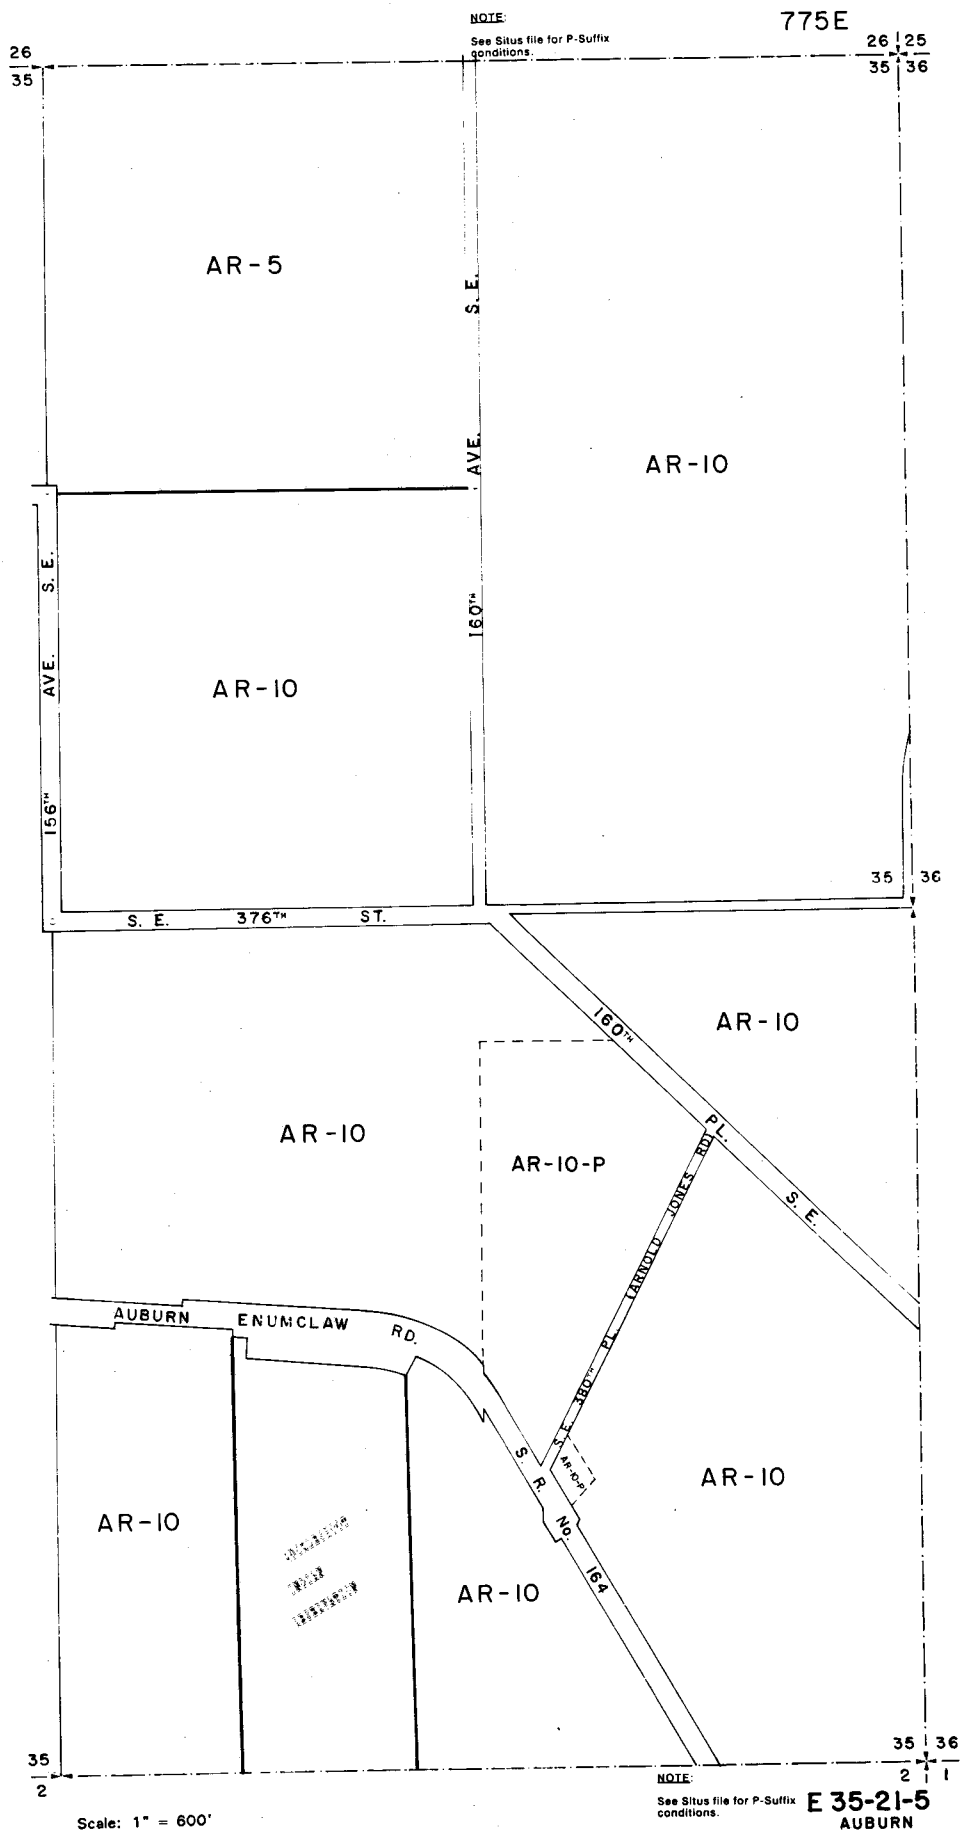 NOTE:
See Situs file for P-Suffix
conditions.
775E
26
35
26 25
35 36
AR-5
S. E.
AVE.
AR-10
160TH
S. E.
AVE.
156TH
AR-10
35 36
S. E. 376TH ST.
160TH
PL.
S. E.
AR-10
AR-10
AR-10-P
S. E. 380TH PL. (ARNOLD JONES RD)
AUBURN ENUMCLAW RD.
S. R. No. 164
AR-10-P
AR-10
AR-10
AR-10
35
2
35 36
2 1
NOTE:
See Situs file for P-Suffix
conditions.
E 35-21-5
AUBURN
Scale: 1" = 600'